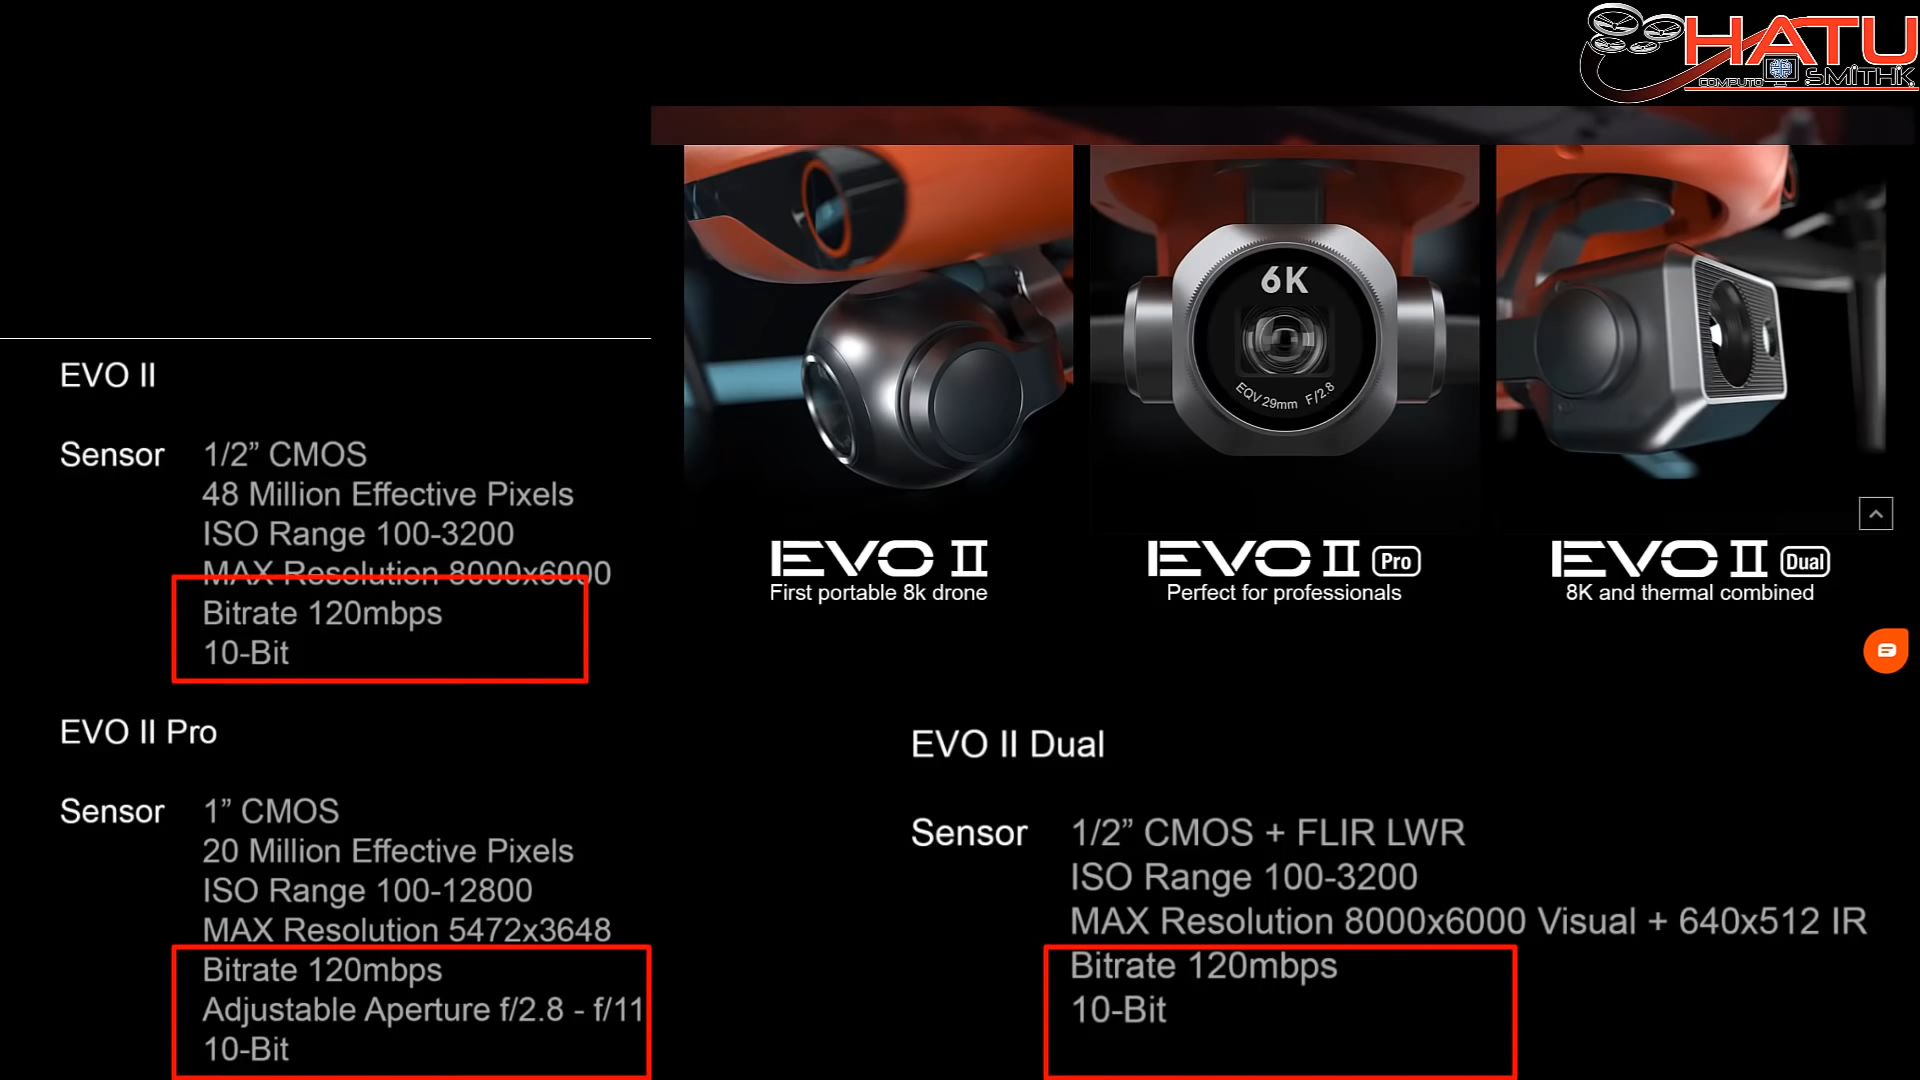 HATU
COMPUTO SMITHK
6K
EQV 29mm F/2.8
EVO II
First portable 8k drone
EVO II Pro
Perfect for professionals
EVO II Dual
8K and thermal combined
EVO II
Sensor 1/2” CMOS
48 Million Effective Pixels
ISO Range 100-3200
MAX Resolution 8000x6000
Bitrate 120mbps
10-Bit
EVO II Pro
Sensor 1” CMOS
20 Million Effective Pixels
ISO Range 100-12800
MAX Resolution 5472x3648
Bitrate 120mbps
Adjustable Aperture f/2.8 - f/11
10-Bit
EVO II Dual
Sensor 1/2” CMOS + FLIR LWR
ISO Range 100-3200
MAX Resolution 8000x6000 Visual + 640x512 IR
Bitrate 120mbps
10-Bit